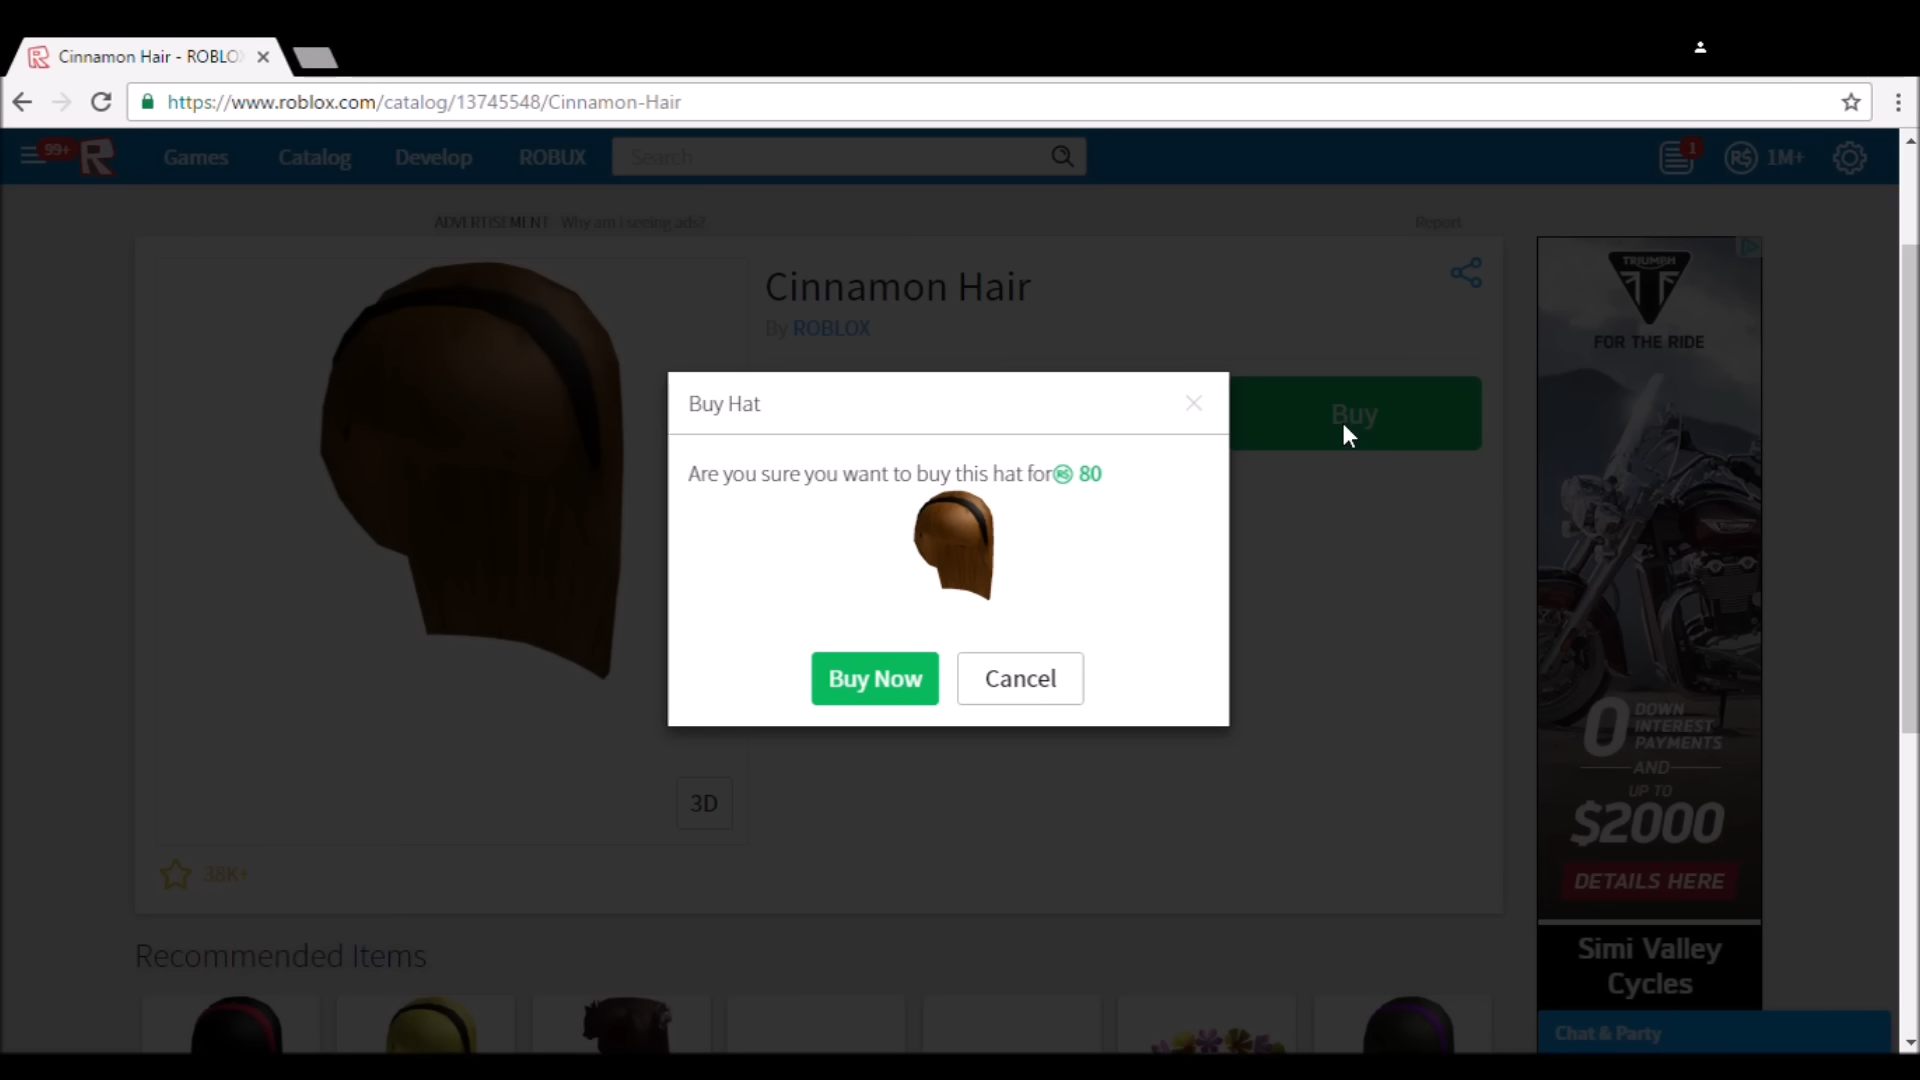 Cinnamon Hair - ROBLO
https://www.roblox.com/catalog/13745548/Cinnamon-Hair
99+
Games
Catalog
Develop
ROBUX
Search
1
R$ 1M+
ADVERTISEMENT - Why am I seeing ads?
Report
Cinnamon Hair
By ROBLOX
Buy
Buy Hat
Are you sure you want to buy this hat for R$ 80
Buy Now
Cancel
3D
38K+
Recommended Items
TRIUMPH
FOR THE RIDE
0 DOWN
INTEREST
PAYMENTS
AND
UP TO
$2000
DETAILS HERE
Simi Valley
Cycles
Chat & Party